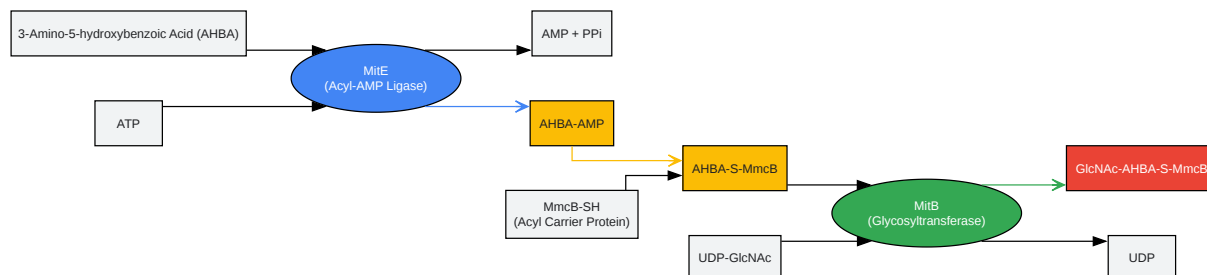 3-Amino-5-hydroxybenzoic Acid (AHBA)
AMP + PPi
MitE
(Acyl-AMP Ligase)
ATP
AHBA-AMP
AHBA-S-MmcB
GlcNAc-AHBA-S-MmcB
MmcB-SH
(Acyl Carrier Protein)
MitB
(Glycosyltransferase)
UDP-GlcNAc
UDP